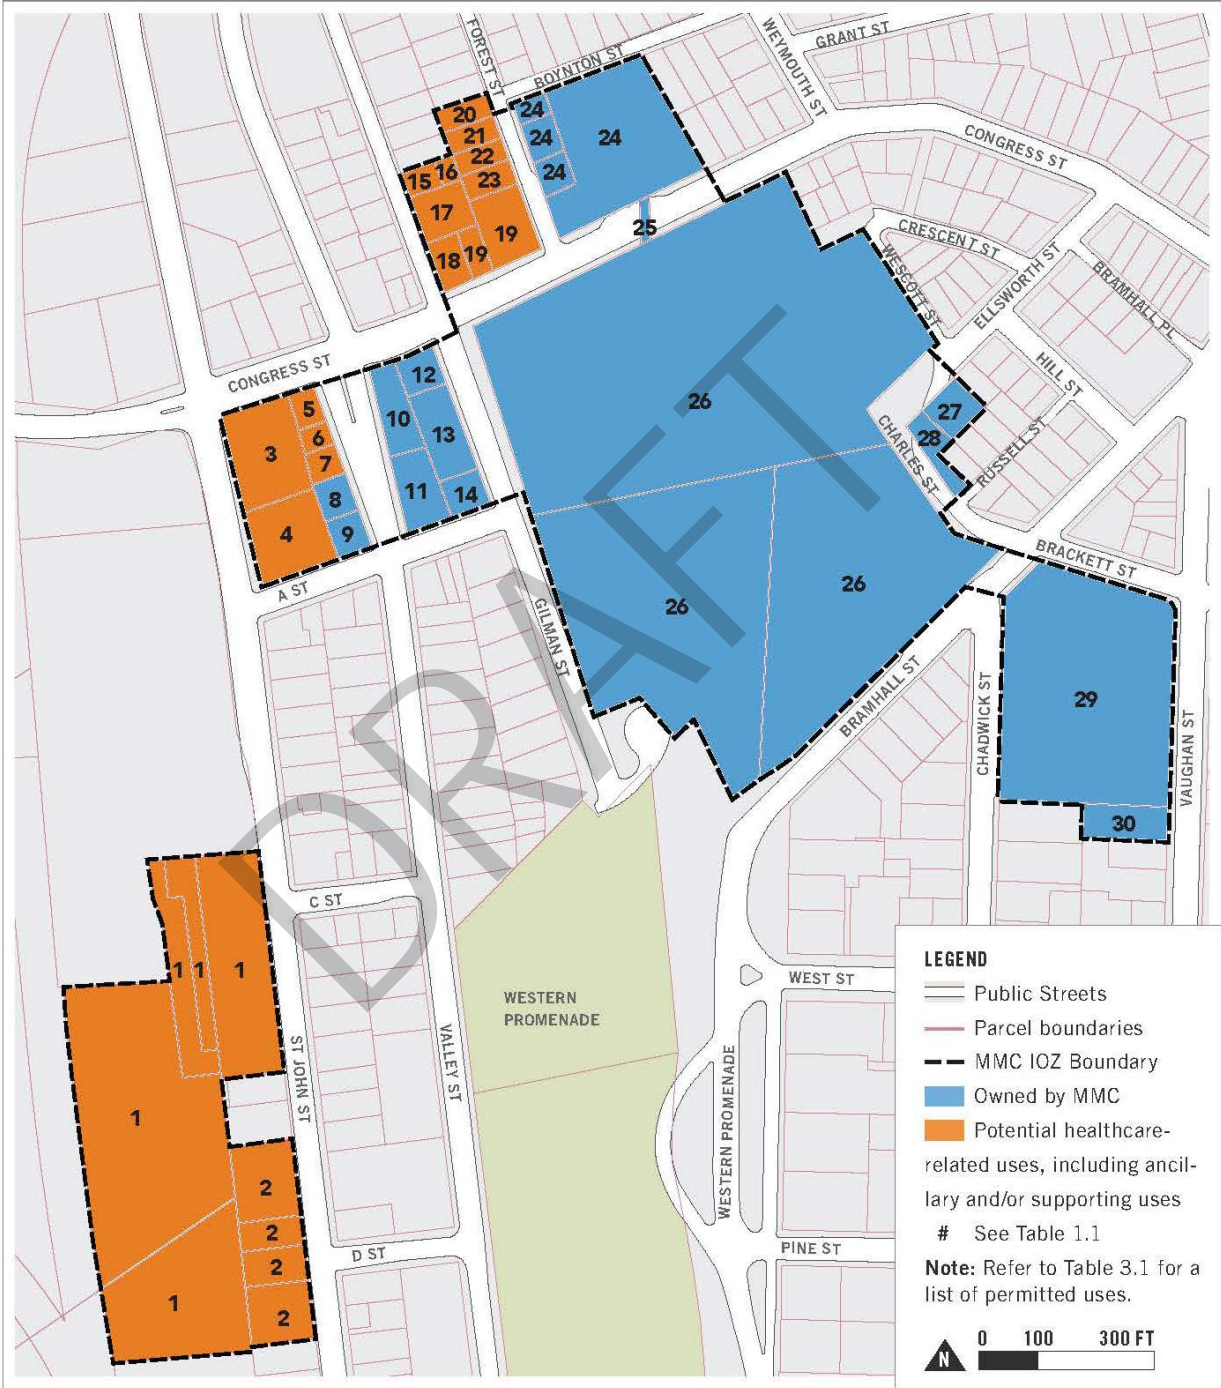 FOREST ST
BOYNTON ST
WEYMOUTH ST
GRANT ST
CONGRESS ST
20
21
22
23
15
16
17
18
19
19
24
24
24
24
25
CRESCENT ST
WESCOTT ST
ELLSWORTH ST
BRAMHALL PL
HILL ST
RUSSELL ST
CONGRESS ST
3
4
5
6
7
8
9
10
11
12
13
14
26
26
26
27
28
CHARLES ST
BRACKETT ST
A ST
GILMAN ST
BRAMHALL ST
CHADWICK ST
VAUGHAN ST
29
30
DRAFT
C ST
1
1
1
1
1
2
2
2
2
ST JOHN ST
VALLEY ST
D ST
WESTERN
PROMENADE
WESTERN PROMENADE
WEST ST
PINE ST
LEGEND
Public Streets
Parcel boundaries
MMC IOZ Boundary
Owned by MMC
Potential healthcare-
related uses, including ancil-
lary and/or supporting uses
# See Table 1.1
Note: Refer to Table 3.1 for a
list of permitted uses.
N
0 100 300 FT